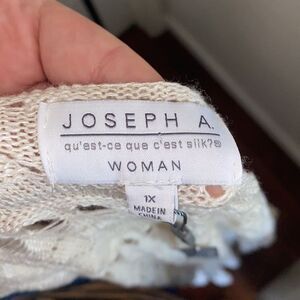 JOSEPH A.
qu'est-ce que c'est silk?®
WOMAN
1X
MADE IN
CHINA